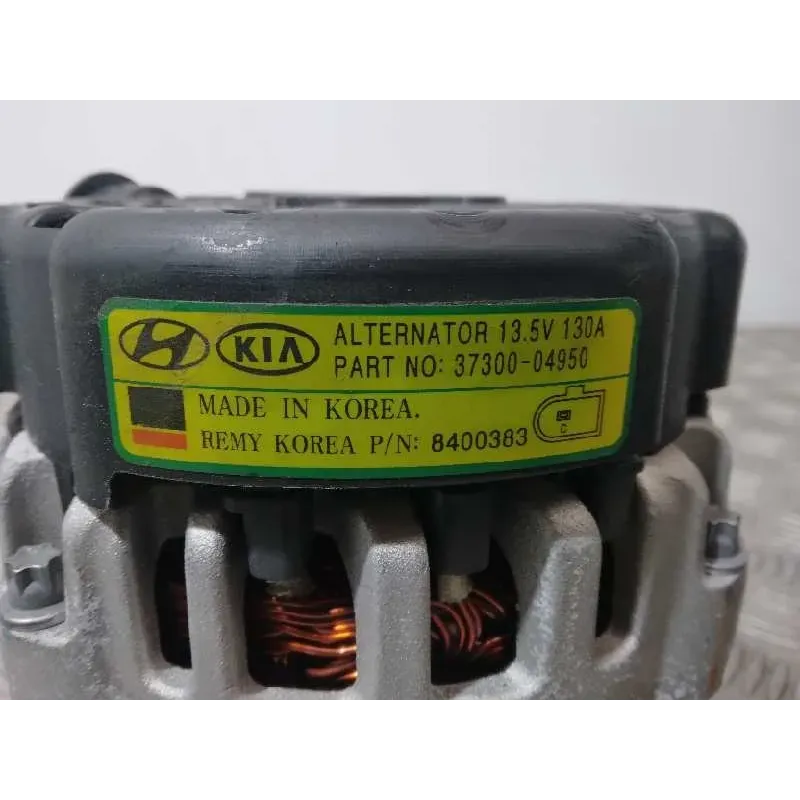 KIA ALTERNATOR 13.5V 130A
PART NO: 37300-04950
MADE IN KOREA.
REMY KOREA P/N: 8400383
C